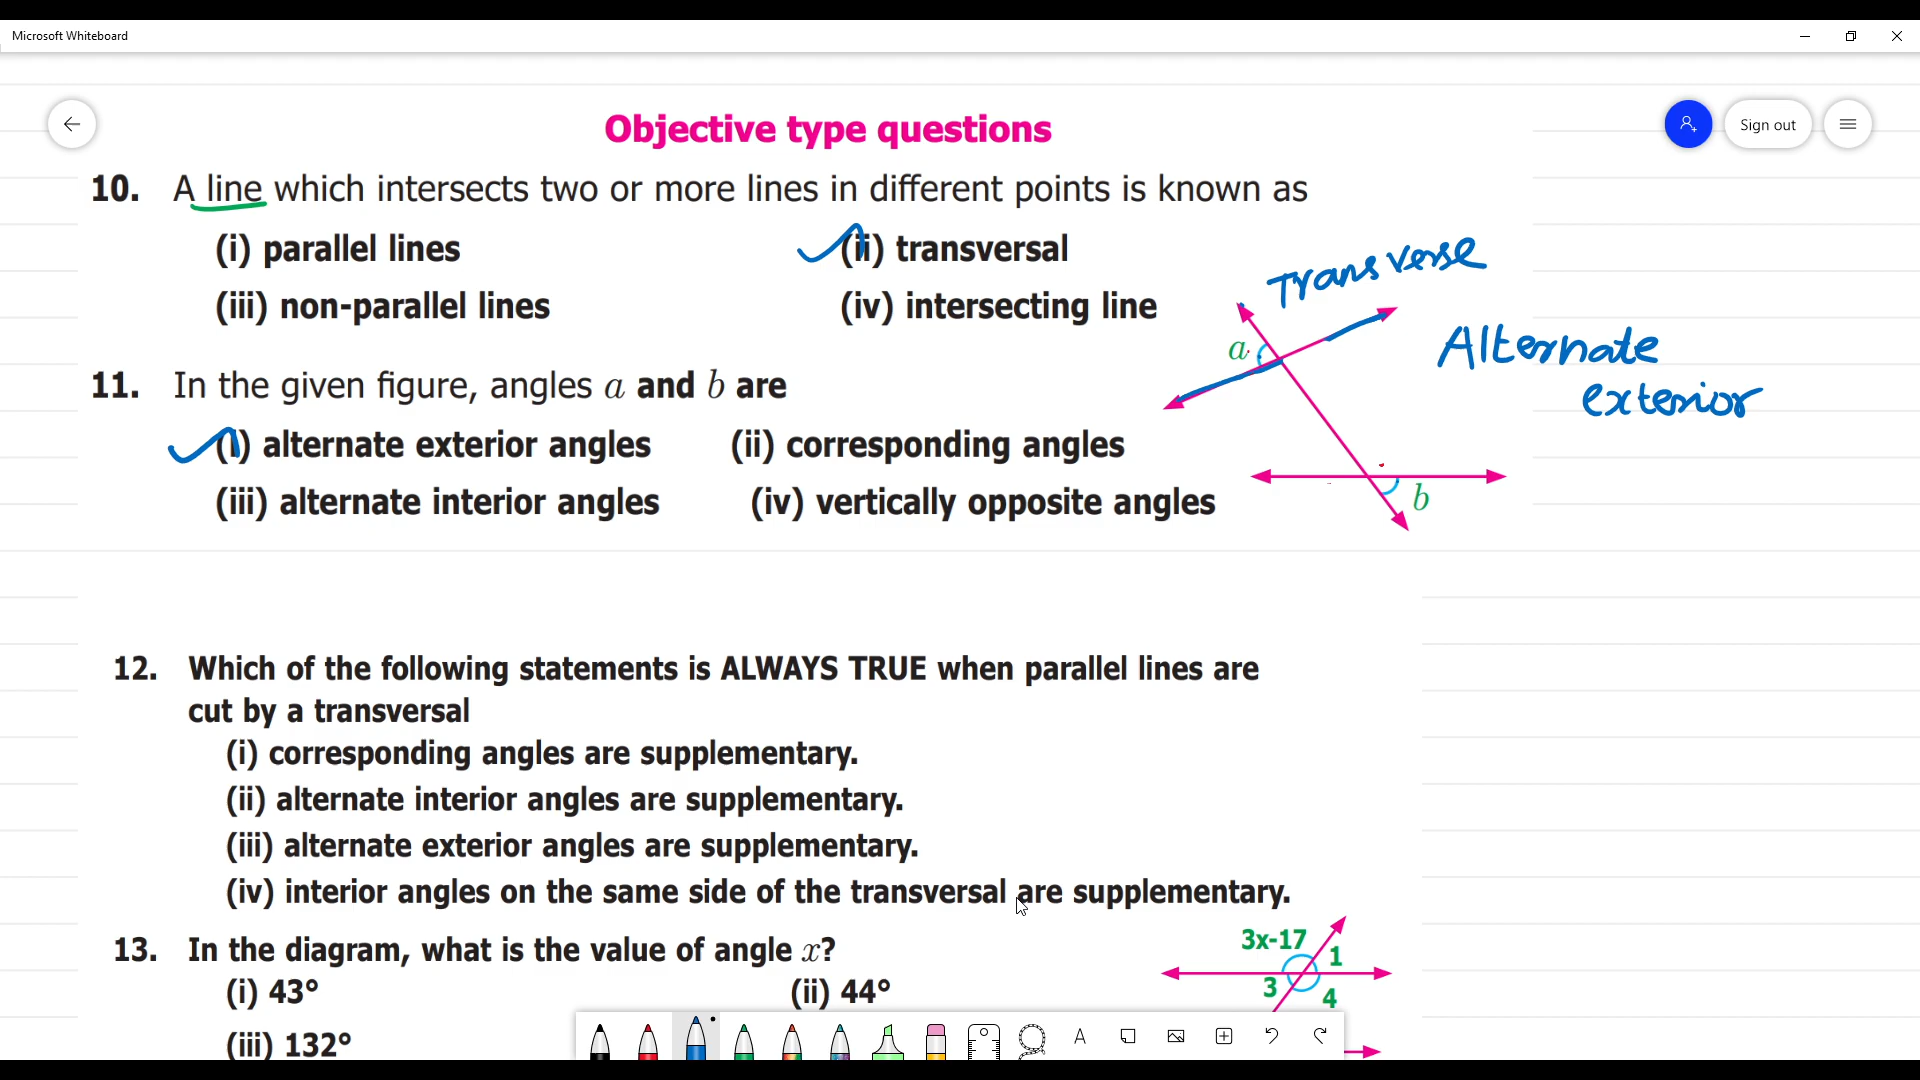 Microsoft Whiteboard
Sign out
Objective type questions
10. A line which intersects two or more lines in different points is known as
(i) parallel lines (ii) transversal
(iii) non-parallel lines (iv) intersecting line
Transverse
a
Alternate
exterior
11. In the given figure, angles a and b are
(i) alternate exterior angles (ii) corresponding angles
(iii) alternate interior angles (iv) vertically opposite angles
b
12. Which of the following statements is ALWAYS TRUE when parallel lines are
cut by a transversal
(i) corresponding angles are supplementary.
(ii) alternate interior angles are supplementary.
(iii) alternate exterior angles are supplementary.
(iv) interior angles on the same side of the transversal are supplementary.
13. In the diagram, what is the value of angle x?
3x-17 1
3 4
(i) 43° (ii) 44°
(iii) 132°